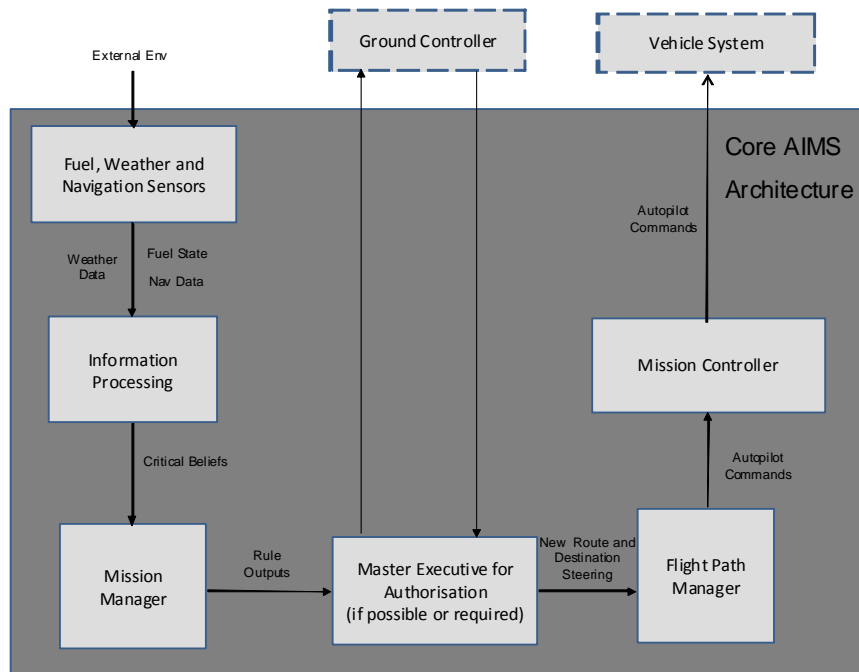 Ground Controller
Vehicle System
External Env
Core AIMS
Architecture
Fuel, Weather and
Navigation Sensors
Autopilot
Commands
Weather
Data
Fuel State
Nav Data
Information
Processing
Mission Controller
Critical Beliefs
Autopilot
Commands
Mission
Manager
Rule
Outputs
Master Executive for
Authorisation
(if possible or required)
New Route and
Destination
Steering
Flight Path
Manager